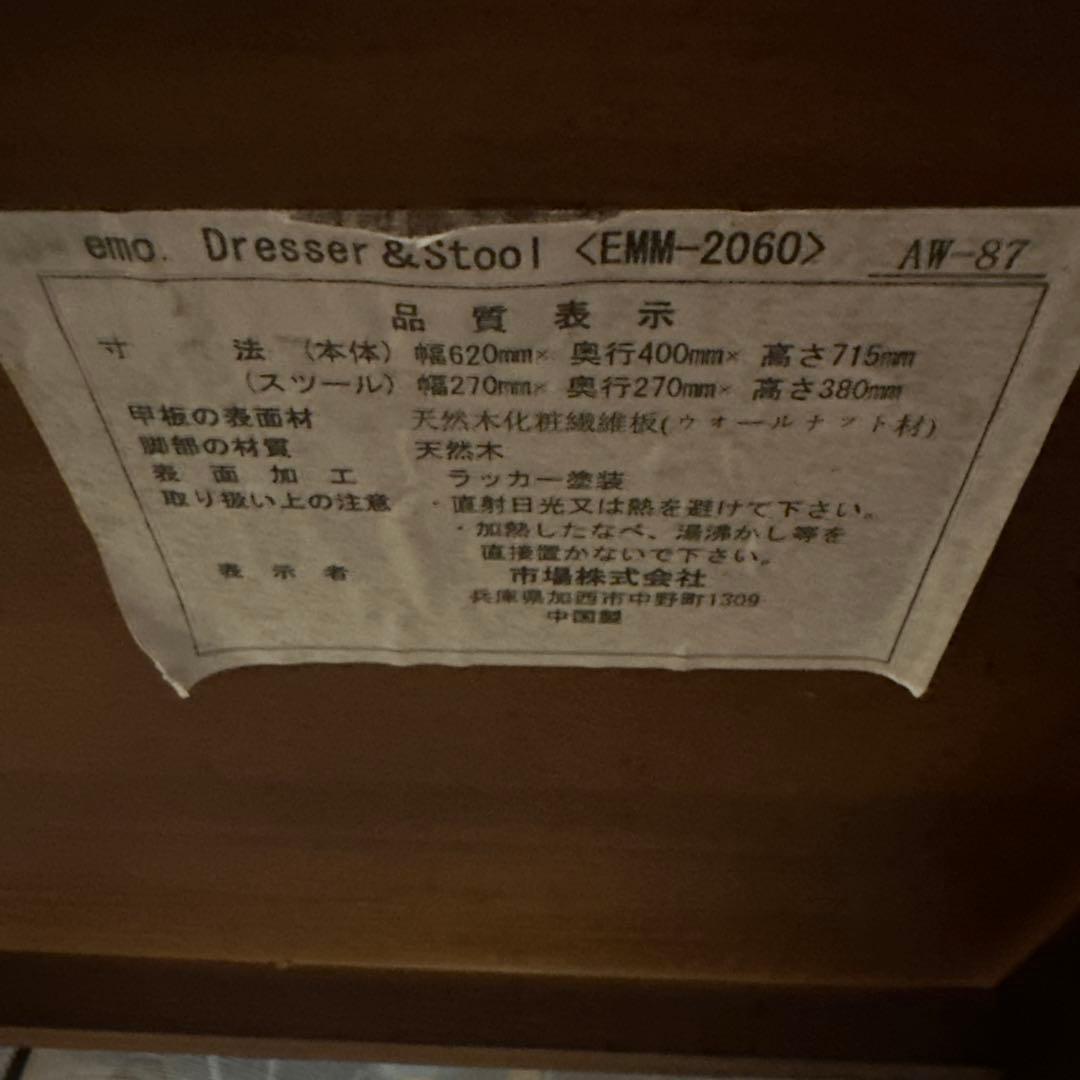 emo. Dresser&Stool <EMM-2060> AW-87
品質表示
寸法 (本体) 幅620mm× 奥行400mm× 高さ715mm
(スツール) 幅270mm× 奥行270mm× 高さ380mm
甲板の表面材 天然木化粧繊維板(ウォールナット材)
脚部の材質 天然木
表面加工 ラッカー塗装
取り扱い上の注意 ・直射日光又は熱を避けて下さい。
・加熱したなべ、湯沸かし等を
直接置かないで下さい。
表示者 市場株式会社
兵庫県加西市中野町1309
中国製